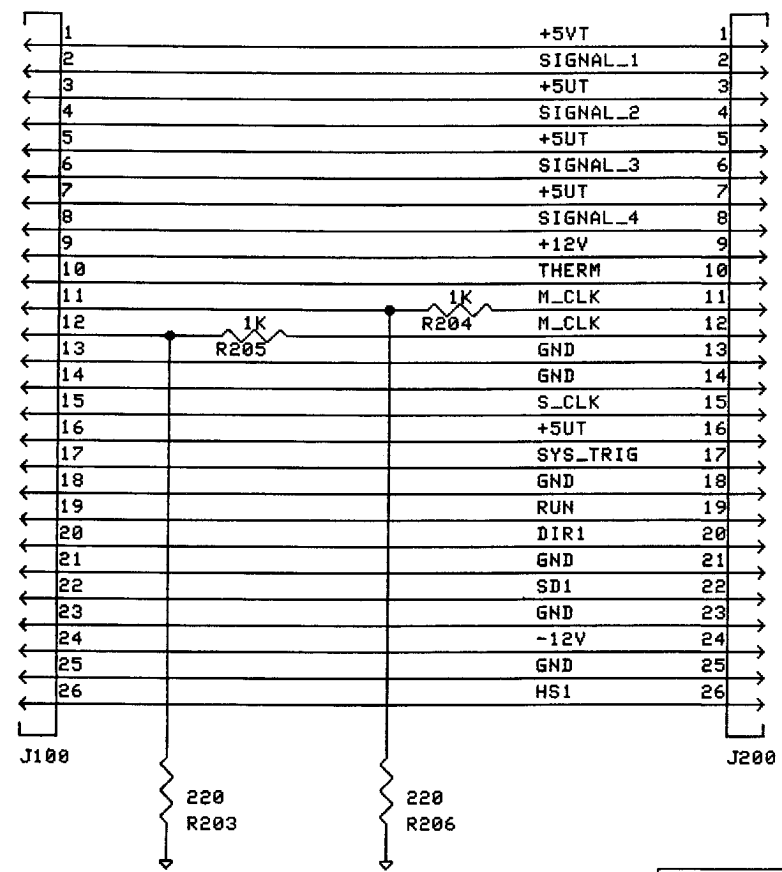 1 +5VT 1
2 SIGNAL_1 2
3 +5UT 3
4 SIGNAL_2 4
5 +5UT 5
6 SIGNAL_3 6
7 +5UT 7
8 SIGNAL_4 8
9 +12V 9
10 THERM 10
11 1K M_CLK 11
R204
12 1K M_CLK 12
R205
13 GND 13
14 GND 14
15 S_CLK 15
16 +5UT 16
17 SYS_TRIG 17
18 GND 18
19 RUN 19
20 DIR1 20
21 GND 21
22 SD1 22
23 GND 23
24 -12V 24
25 GND 25
26 HS1 26
J100 J200
220 220
R203 R206